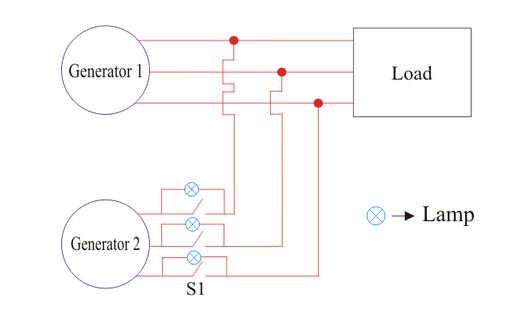 Generator 1
Load
Generator 2
Lamp
S1